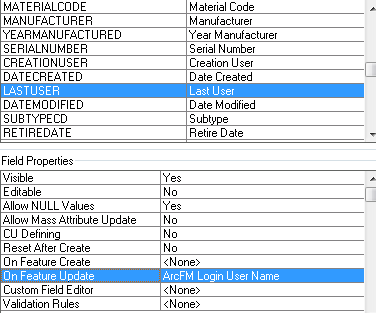 MATERIALCODE Material Code
MANUFACTURER Manufacturer
YEARMANUFACTURED Year Manufacturer
SERIALNUMBER Serial Number
CREATIONUSER Creation User
DATECREATED Date Created
LASTUSER Last User
DATEMODIFIED Date Modified
SUBTYPECD Subtype
RETIREDATE Retire Date
Field Properties
Visible Yes
Editable No
Allow NULL Values Yes
Allow Mass Attribute Update No
CU Defining No
Reset After Create No
On Feature Create <None>
On Feature Update ArcFM Login User Name
Custom Field Editor <None>
Validation Rules <None>